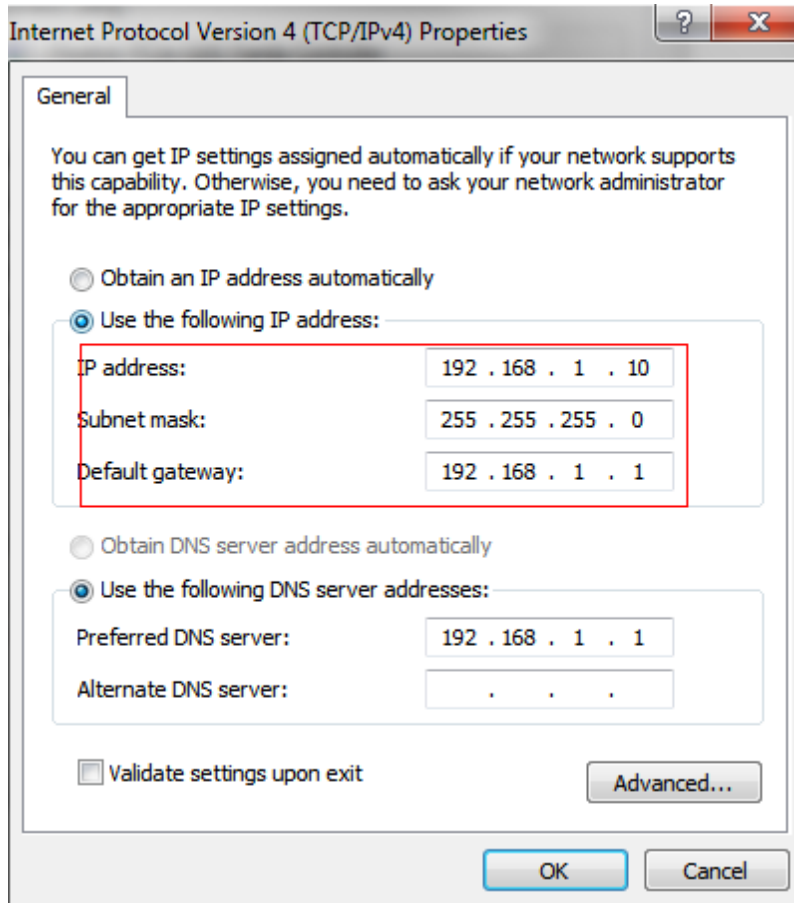 Internet Protocol Version 4 (TCP/IPv4) Properties
?
X
General
You can get IP settings assigned automatically if your network supports
this capability. Otherwise, you need to ask your network administrator
for the appropriate IP settings.
Obtain an IP address automatically
Use the following IP address:
IP address: 192 . 168 . 1 . 10
Subnet mask: 255 . 255 . 255 . 0
Default gateway: 192 . 168 . 1 . 1
Obtain DNS server address automatically
Use the following DNS server addresses:
Preferred DNS server: 192 . 168 . 1 . 1
Alternate DNS server: . . .
Validate settings upon exit
Advanced...
OK Cancel